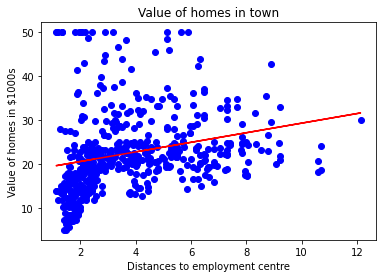 Value of homes in town
Value of homes in $1000s
50
40
30
20
10
2 4 6 8 10 12
Distances to employment centre